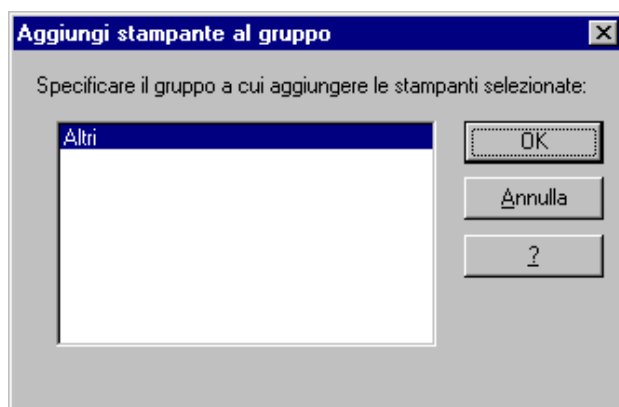 Aggiungi stampante al gruppo
Specificare il gruppo a cui aggiungere le stampanti selezionate:
Altri
OK
Annulla
?